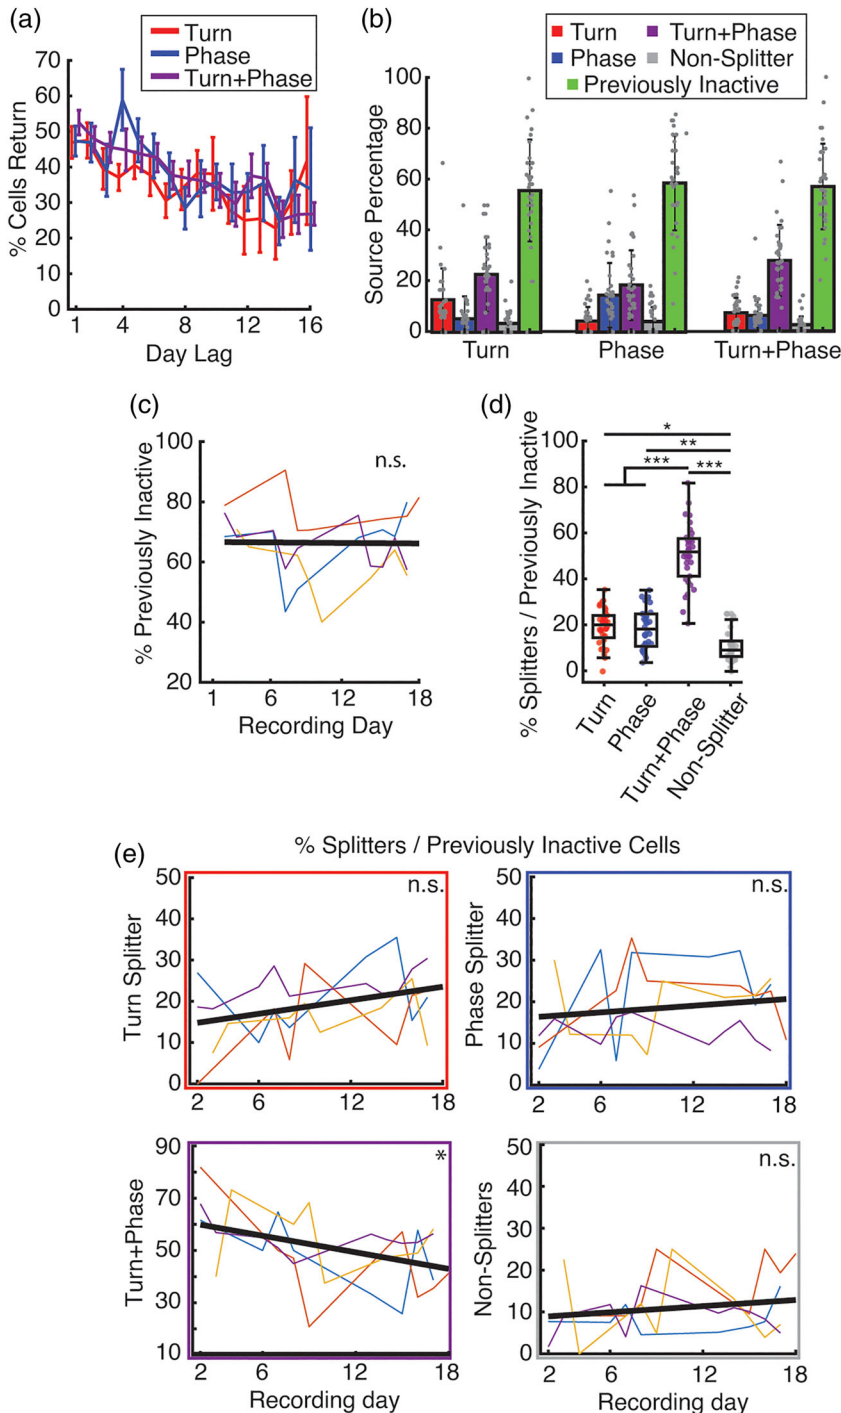 (a)
Turn
Phase
Turn+Phase
% Cells Return
70
60
50
40
30
20
10
0
1 4 8 12 16
Day Lag
(b)
Turn Turn+Phase
Phase Non-Splitter
Previously Inactive
Source Percentage
100
80
60
40
20
0
Turn Phase Turn+Phase
(c)
% Previously Inactive
100
80
60
40
20
n.s.
1 6 12 18
Recording Day
(d)
% Splitters / Previously Inactive
100
80
60
40
20
0
*
**
*** ***
Turn
Phase
Turn+Phase
Non-Splitter
(e)
% Splitters / Previously Inactive Cells
Turn Splitter
50
40
30
20
10
0
n.s.
2 6 12 18
Phase Splitter
50
40
30
20
10
0
n.s.
2 6 12 18
Turn+Phase
90
70
50
30
10
*
2 6 12 18
Recording day
Non-Splitters
50
40
30
20
10
0
n.s.
2 6 12 18
Recording day